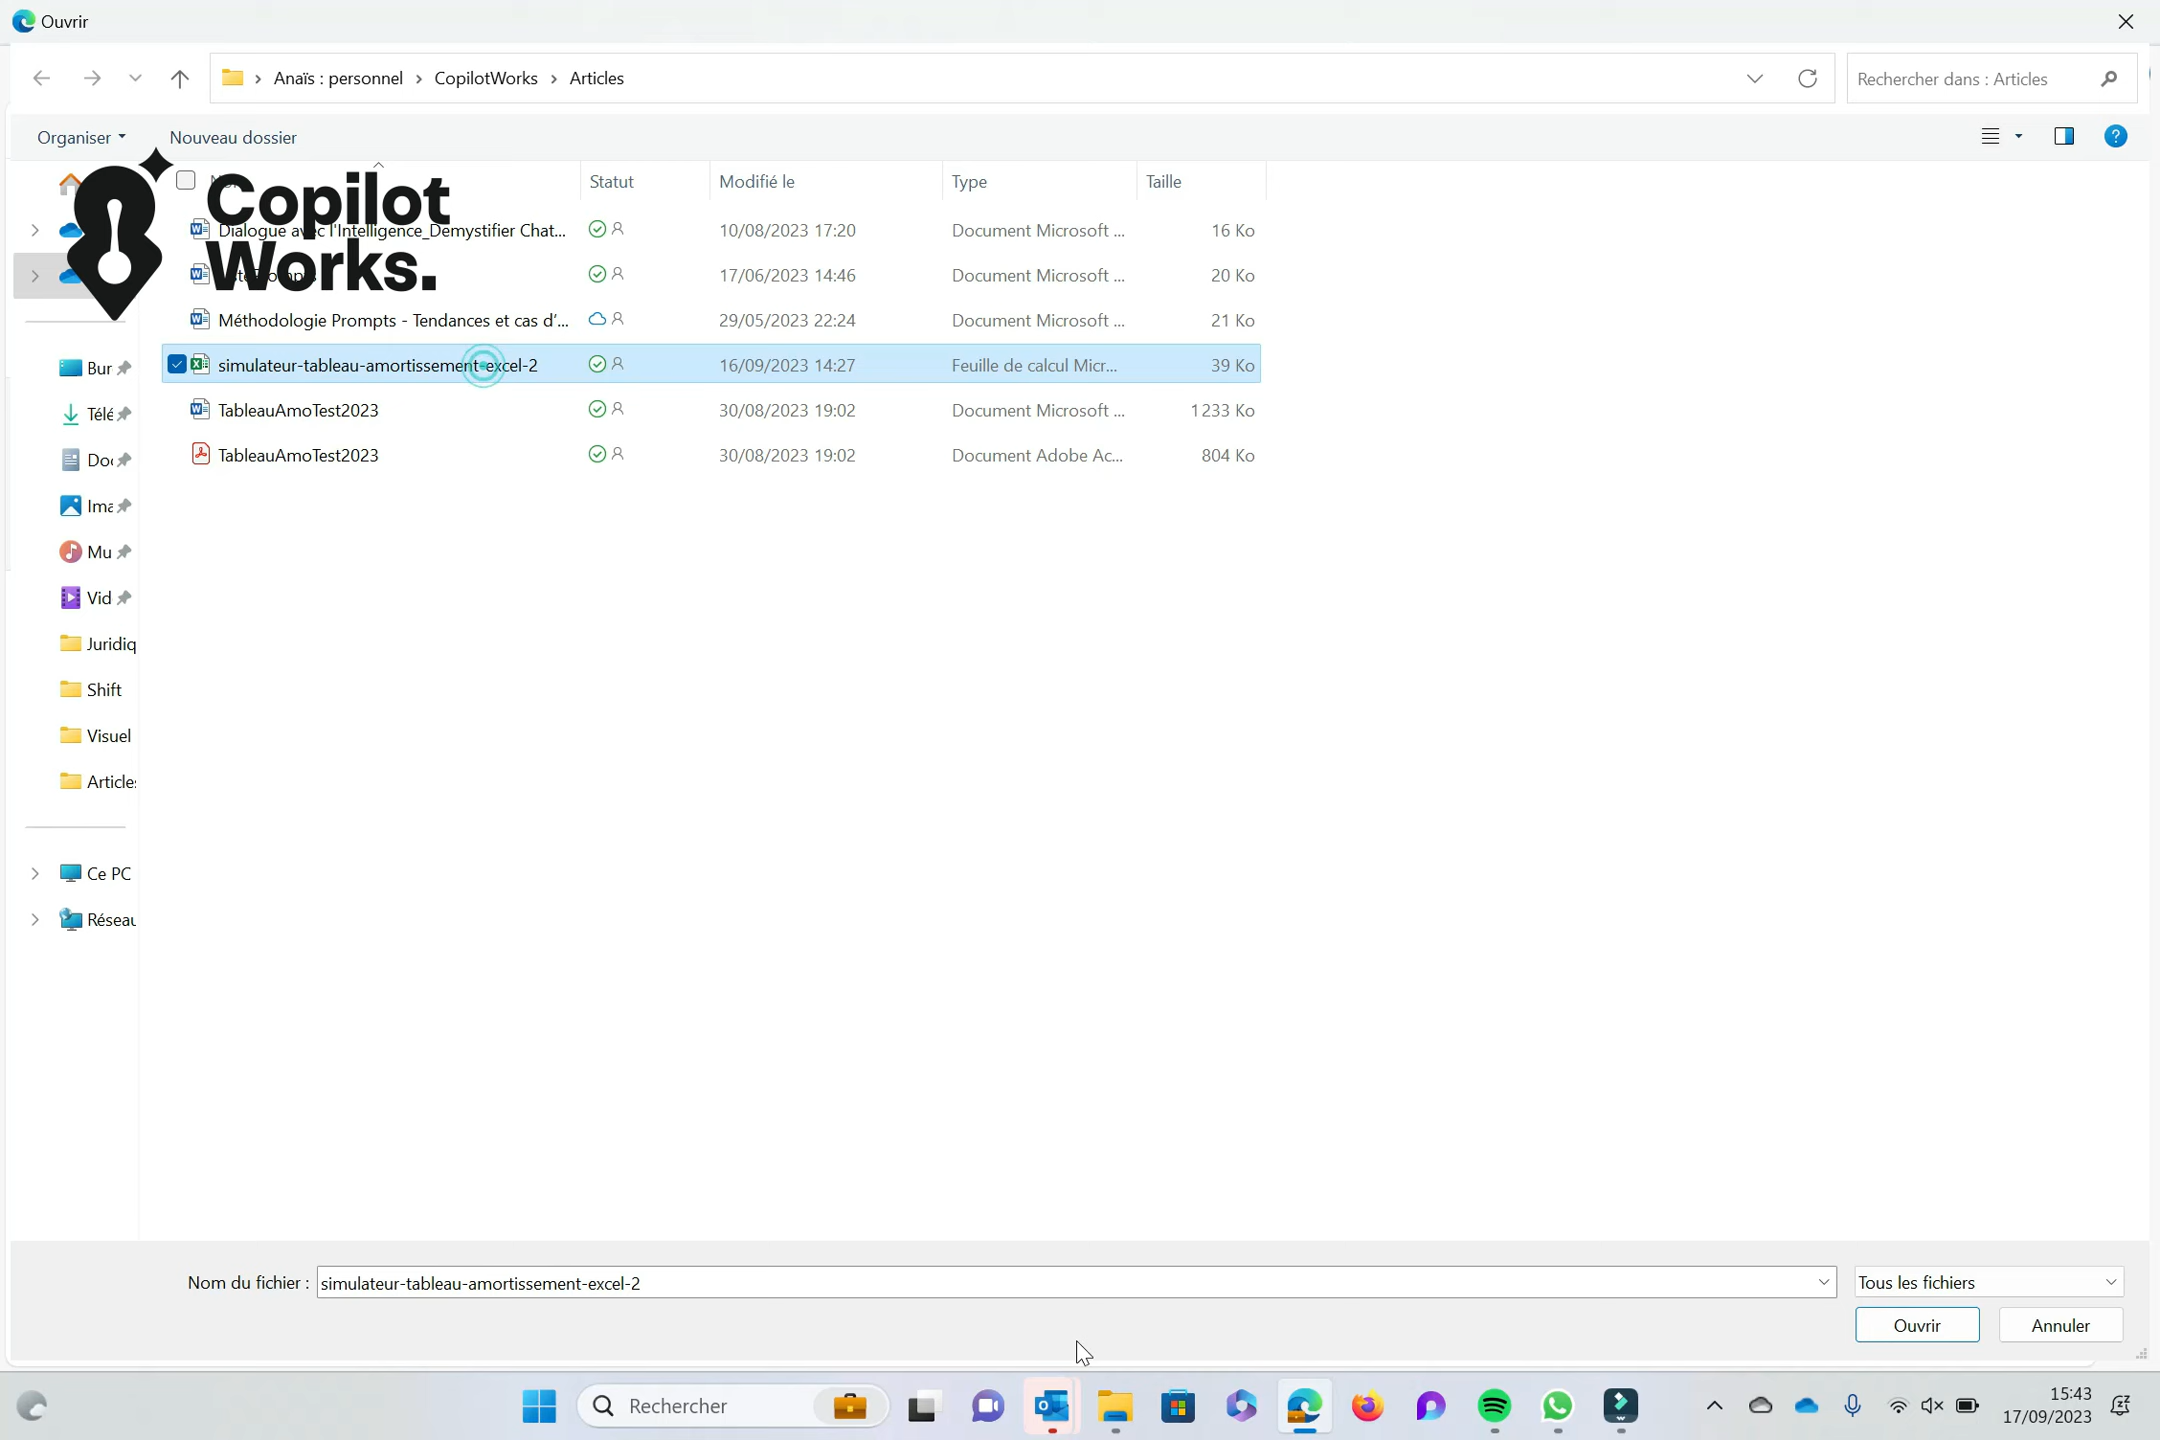 Ouvrir
Anaïs : personnel > CopilotWorks > Articles
Rechercher dans : Articles
Organiser
Nouveau dossier
Copilot
Works.
Statut
Modifié le
Type
Taille
Dialogue avec l'Intelligence_Demystifier Chat... 10/08/2023 17:20 Document Microsoft ... 16 Ko
17/06/2023 14:46 Document Microsoft ... 20 Ko
Méthodologie Prompts - Tendances et cas d'... 29/05/2023 22:24 Document Microsoft ... 21 Ko
simulateur-tableau-amortissement-excel-2 16/09/2023 14:27 Feuille de calcul Micr... 39 Ko
TableauAmoTest2023 30/08/2023 19:02 Document Microsoft ... 1 233 Ko
TableauAmoTest2023 30/08/2023 19:02 Document Adobe Ac... 804 Ko
Bur
Télé
Doc
Ima
Mu
Vid
Juridiq
Shift
Visuel
Articles
Ce PC
Réseau
Nom du fichier : simulateur-tableau-amortissement-excel-2
Tous les fichiers
Ouvrir
Annuler
Rechercher
15:43
17/09/2023